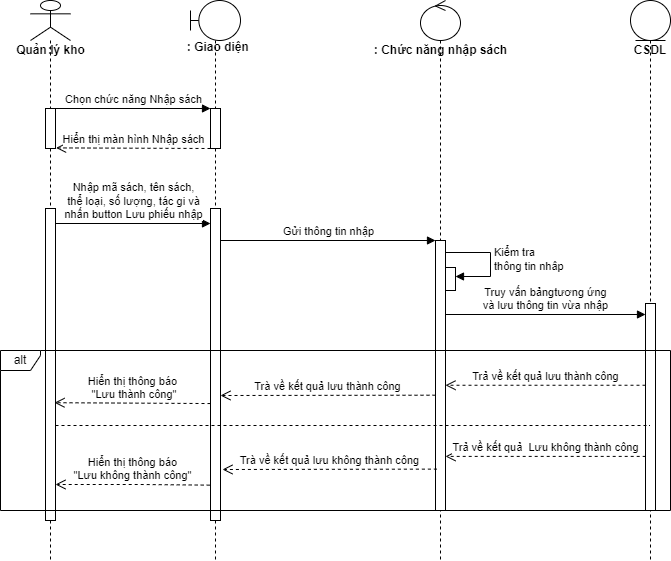 Quản lý kho
: Giao diện
: Chức năng nhập sách
CSDL
Chọn chức năng Nhập sách
Hiển thị màn hình Nhập sách
Nhập mã sách, tên sách,
thể loại, số lượng, tác gi và
nhấn button Lưu phiếu nhập
Gửi thông tin nhập
Kiểm tra
thông tin nhâp
Truy vấn bảngtương ứng
và lưu thông tin vừa nhập
alt
Hiển thị thông báo
"Lưu thành công"
Trà về kết quả lưu thành công
Trả về kết quả lưu thành công
Hiển thị thông báo
"Lưu không thành công"
Trà về kết quả lưu không thành công
Trả về kết quả Lưu không thành công